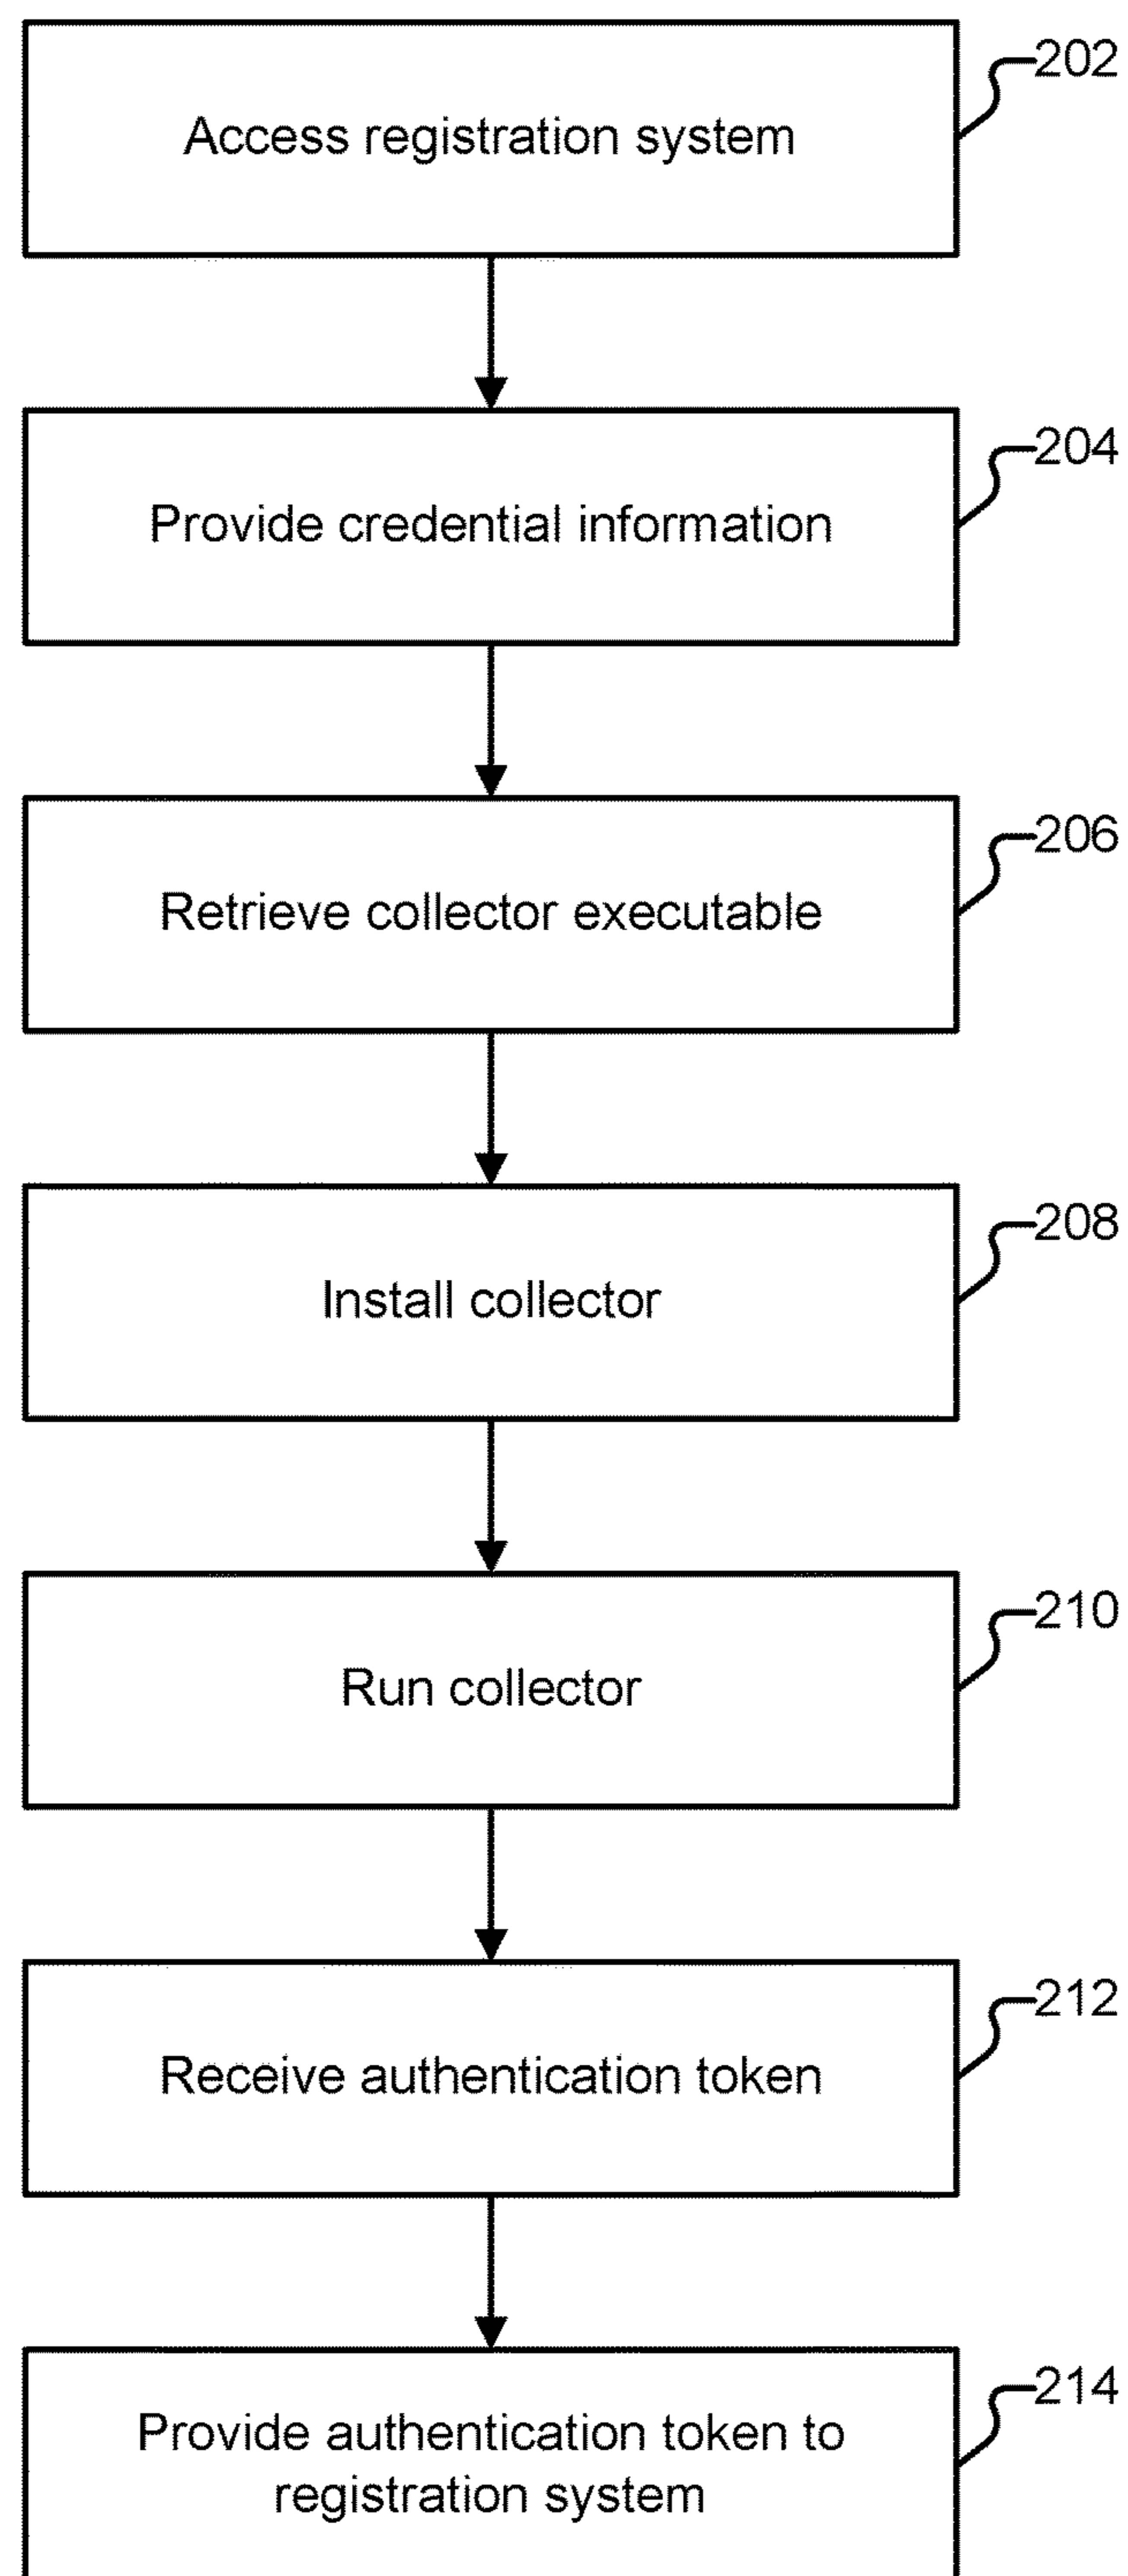 Access registration system
202
Provide credential information
204
Retrieve collector executable
206
Install collector
208
Run collector
210
Receive authentication token
212
Provide authentication token to
registration system
214